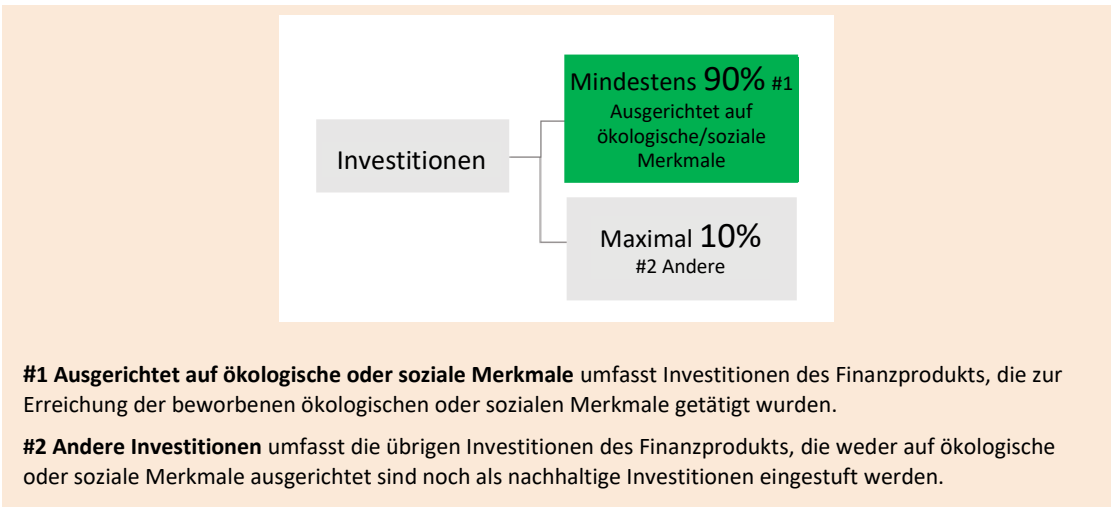 Mindestens 90% #1
Ausgerichtet auf
ökologische/soziale
Merkmale
Investitionen
Maximal 10%
#2 Andere
#1 Ausgerichtet auf ökologische oder soziale Merkmale umfasst Investitionen des Finanzprodukts, die zur
Erreichung der beworbenen ökologischen oder sozialen Merkmale getätigt wurden.
#2 Andere Investitionen umfasst die übrigen Investitionen des Finanzprodukts, die weder auf ökologische
oder soziale Merkmale ausgerichtet sind noch als nachhaltige Investitionen eingestuft werden.